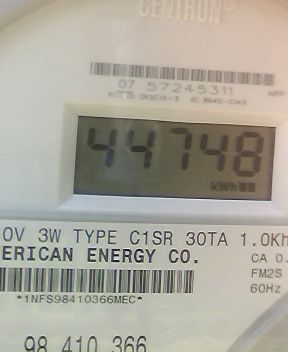 CENTRON®
07 57245311
44748
kWh
0V 3W TYPE C1SR 30TA 1.0Kh
ERICAN ENERGY CO.
CA 0.
FM2S
*1NFS98410366MEC*
60Hz
98 410 366